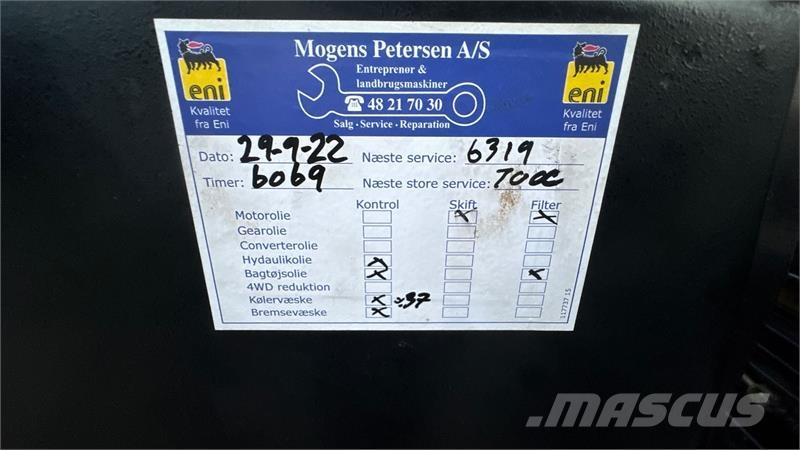 Mogens Petersen A/S
Entreprenør &
landbrugsmaskiner
☎ 48 21 70 30
Salg · Service · Reparation
eni
Kvalitet
fra Eni
eni
Kvalitet
fra Eni
Dato: 29-9-22 Næste service: 6319
Timer: 6069 Næste store service: 7000
Kontrol Skift Filter
Motorolie x x
Gearolie
Converterolie
Hydaulikolie x
Bagtøjsolie x x
4WD reduktion
Kølervæske x ÷37
Bremsevæske x
117737 15
MASCUS